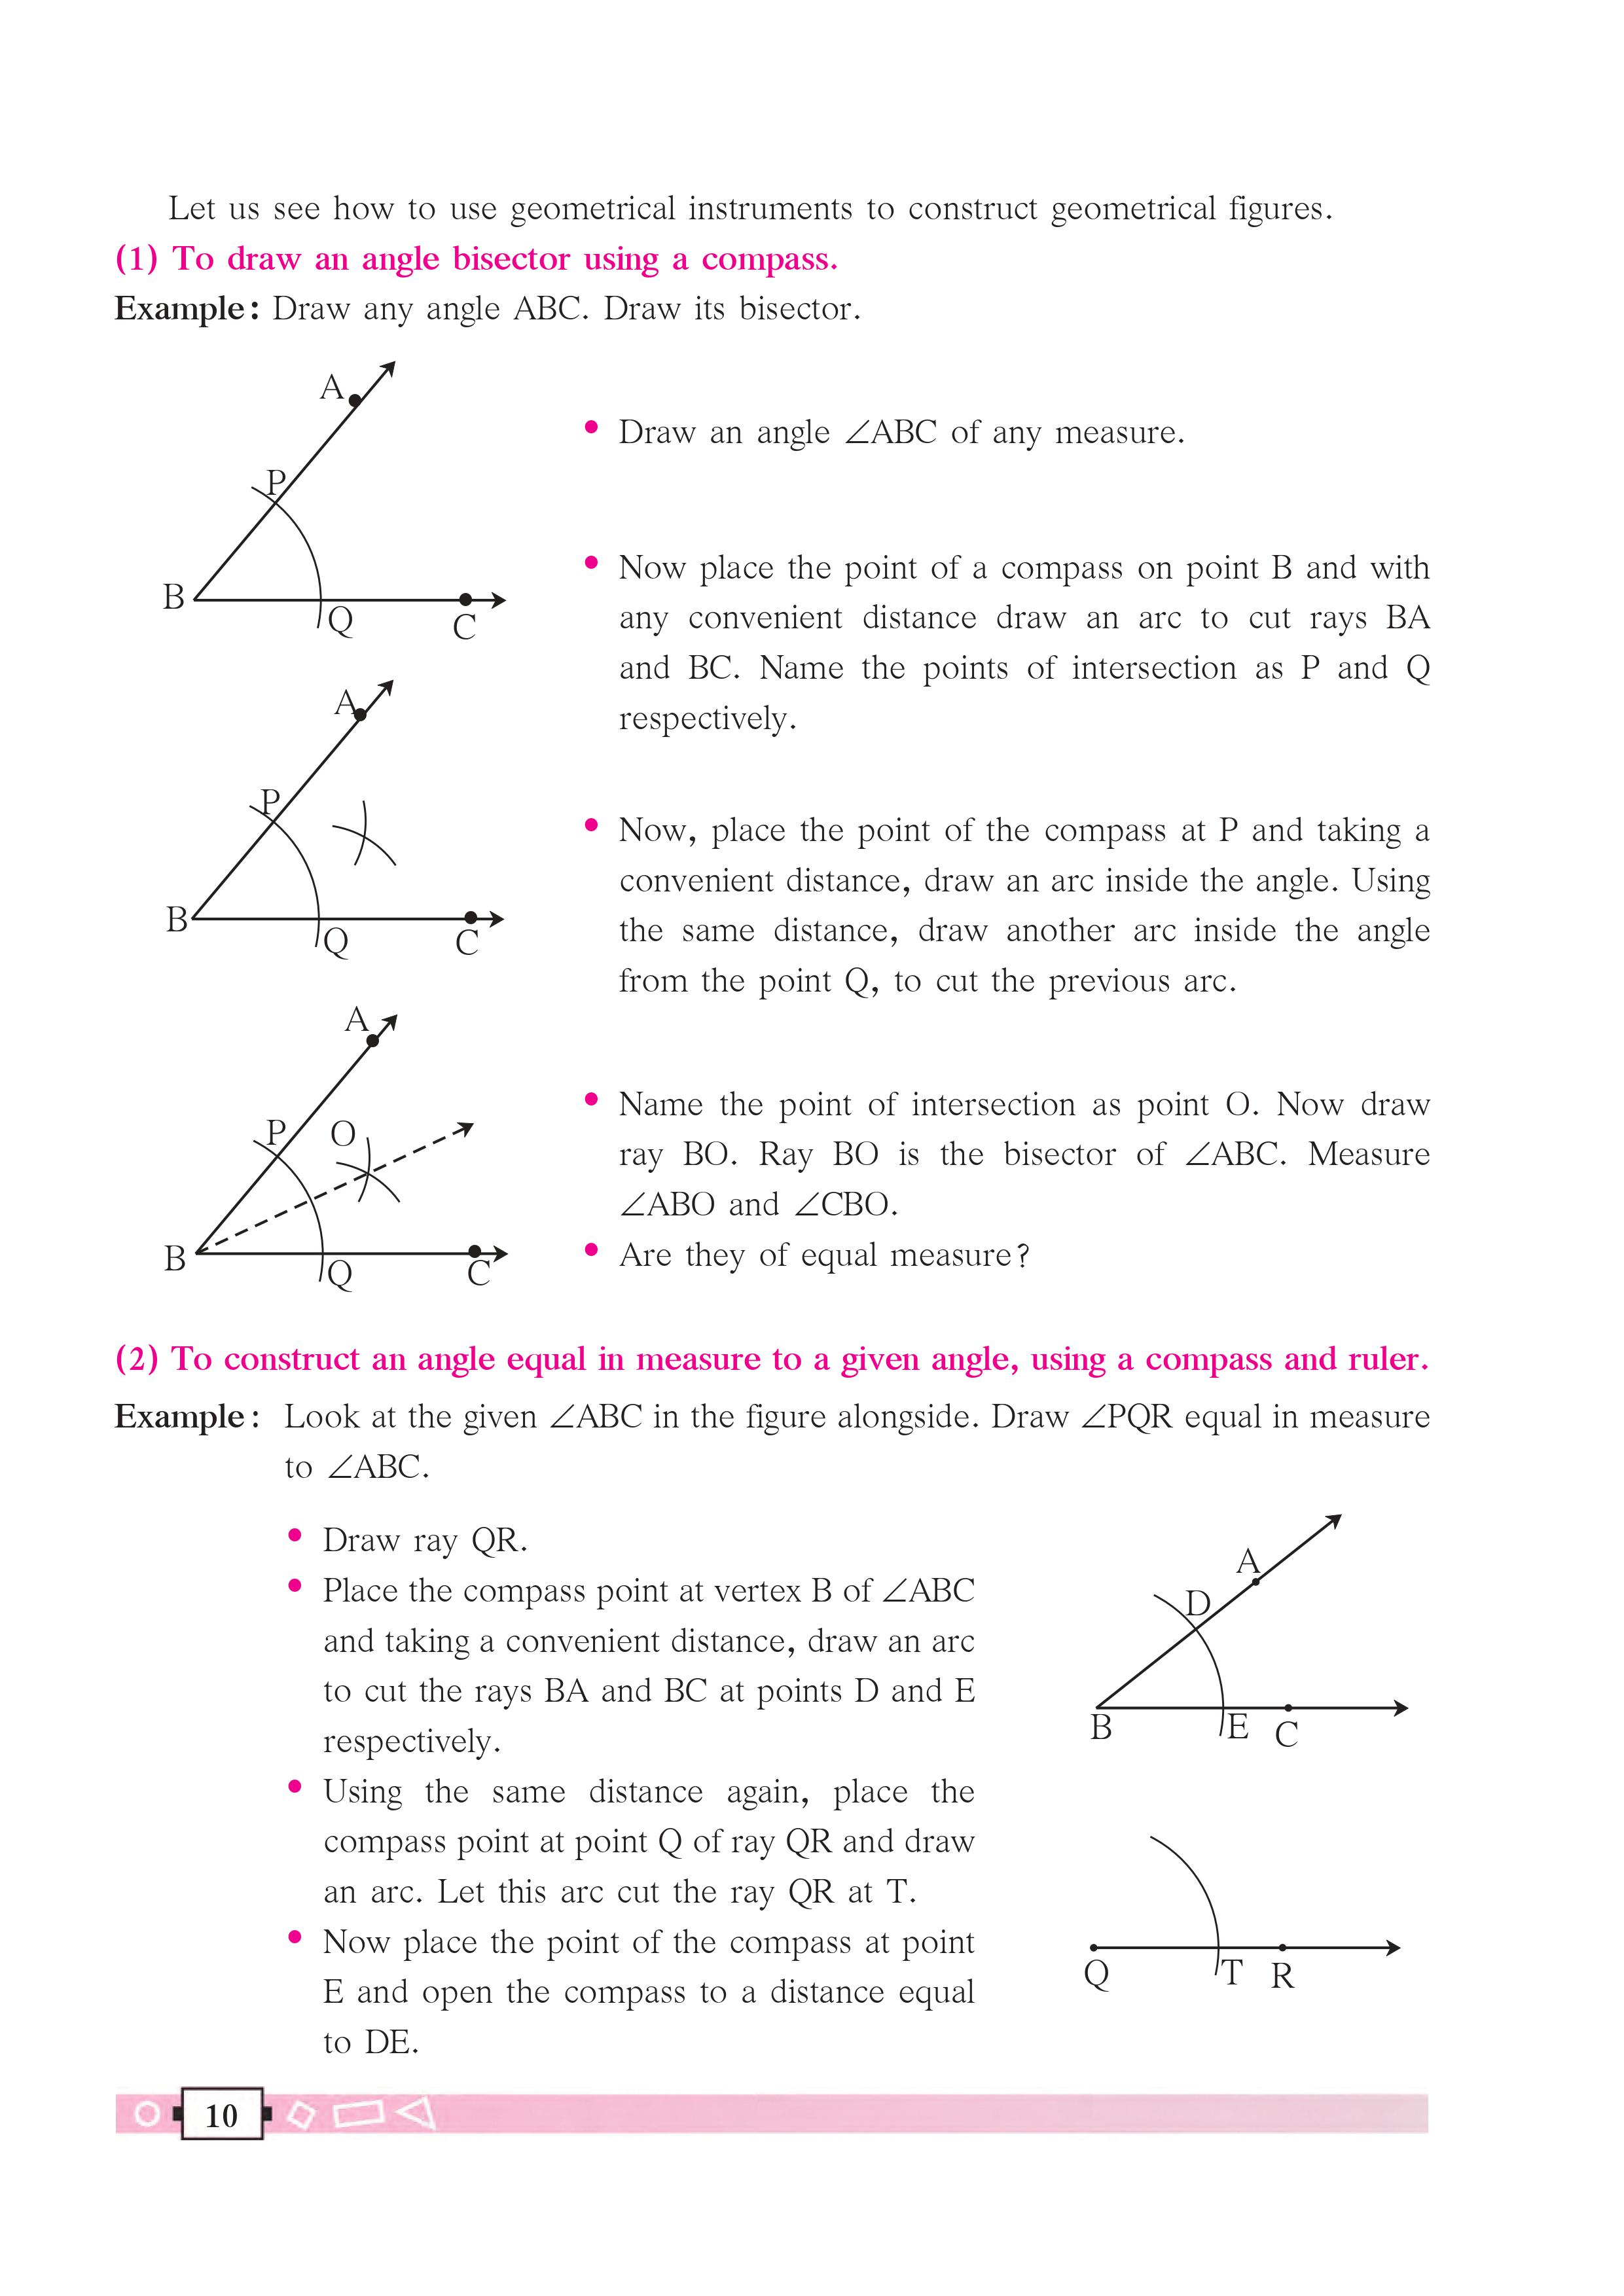 Let us see how to use geometrical instruments to construct geometrical figures.
(1) To draw an angle bisector using a compass.
Example: Draw any angle ABC. Draw its bisector.
A
P
B
Q
C
• Draw an angle ∠ABC of any measure.
• Now place the point of a compass on point B and with
any convenient distance draw an arc to cut rays BA
and BC. Name the points of intersection as P and Q
respectively.
A
P
B
Q
C
• Now, place the point of the compass at P and taking a
convenient distance, draw an arc inside the angle. Using
the same distance, draw another arc inside the angle
from the point Q, to cut the previous arc.
A
P
O
B
Q
C
• Name the point of intersection as point O. Now draw
ray BO. Ray BO is the bisector of ∠ABC. Measure
∠ABO and ∠CBO.
• Are they of equal measure?
(2) To construct an angle equal in measure to a given angle, using a compass and ruler.
Example: Look at the given ∠ABC in the figure alongside. Draw ∠PQR equal in measure
to ∠ABC.
• Draw ray QR.
• Place the compass point at vertex B of ∠ABC
and taking a convenient distance, draw an arc
to cut the rays BA and BC at points D and E
respectively.
• Using the same distance again, place the
compass point at point Q of ray QR and draw
an arc. Let this arc cut the ray QR at T.
• Now place the point of the compass at point
E and open the compass to a distance equal
to DE.
A
D
B
E
C
Q
T
R
10